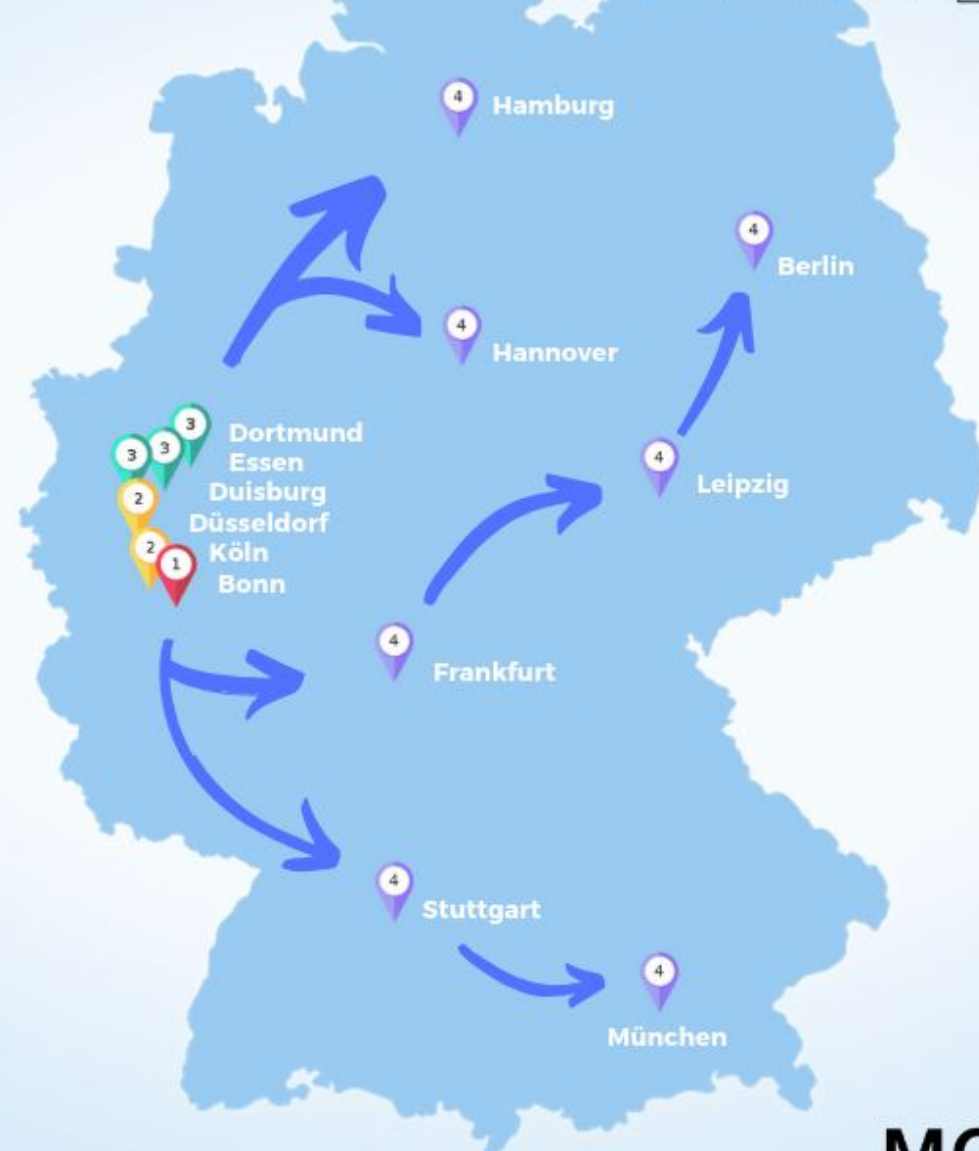 4
Hamburg
4
Berlin
4
Hannover
3
3
3
Dortmund
Essen
2
Duisburg
Düsseldorf
2
Köln
1
Bonn
4
Leipzig
4
Frankfurt
4
Stuttgart
4
München